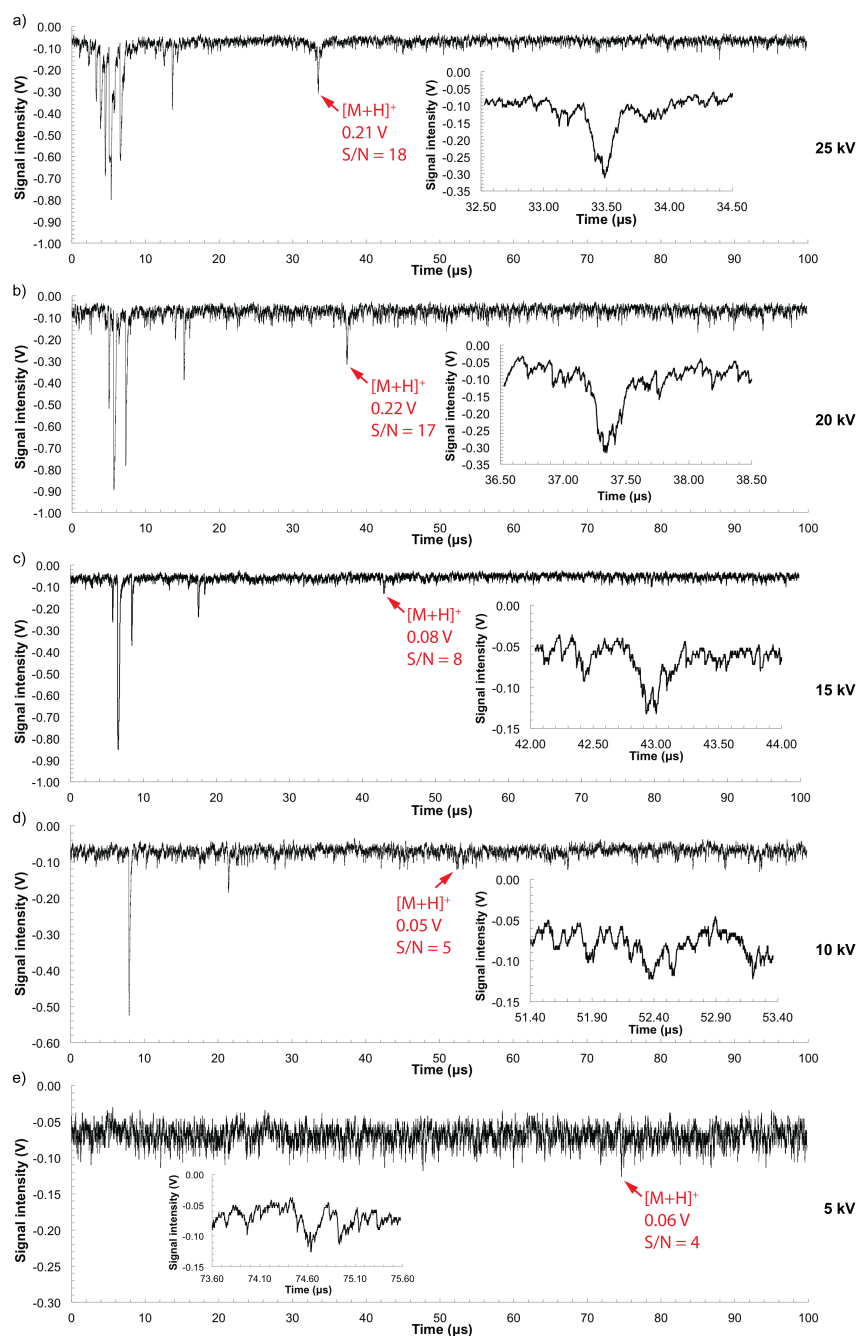 a)
0.00
-0.10
-0.20
-0.30
-0.40
-0.50
-0.60
-0.70
-0.80
-0.90
-1.00
Signal intensity (V)
0 10 20 30 40 50 60 70 80 90 100
Time (µs)
[M+H]+
0.21 V
S/N = 18
0.00
-0.05
-0.10
-0.15
-0.20
-0.25
-0.30
-0.35
Signal intensity (V)
32.50 33.00 33.50 34.00 34.50
Time (µs)
25 kV
b)
0.00
-0.10
-0.20
-0.30
-0.40
-0.50
-0.60
-0.70
-0.80
-0.90
-1.00
Signal intensity (V)
0 10 20 30 40 50 60 70 80 90 100
Time (µs)
[M+H]+
0.22 V
S/N = 17
0.00
-0.05
-0.10
-0.15
-0.20
-0.25
-0.30
-0.35
Signal intensity (V)
36.50 37.00 37.50 38.00 38.50
Time (µs)
20 kV
c)
0.00
-0.10
-0.20
-0.30
-0.40
-0.50
-0.60
-0.70
-0.80
-0.90
-1.00
Signal intensity (V)
0 10 20 30 40 50 60 70 80 90 100
Time (µs)
[M+H]+
0.08 V
S/N = 8
0.00
-0.05
-0.10
-0.15
Signal intensity (V)
42.00 42.50 43.00 43.50 44.00
Time (µs)
15 kV
d)
0.00
-0.10
-0.20
-0.30
-0.40
-0.50
-0.60
Signal intensity (V)
0 10 20 30 40 50 60 70 80 90 100
Time (µs)
[M+H]+
0.05 V
S/N = 5
0.00
-0.05
-0.10
-0.15
Signal intensity (V)
51.40 51.90 52.40 52.90 53.40
Time (µs)
10 kV
e)
0.00
-0.05
-0.10
-0.15
-0.20
-0.25
-0.30
Signal intensity (V)
0 10 20 30 40 50 60 70 80 90 100
Time (µs)
[M+H]+
0.06 V
S/N = 4
0.00
-0.05
-0.10
-0.15
Signal intensity (V)
73.60 74.10 74.60 75.10 75.60
Time (µs)
5 kV